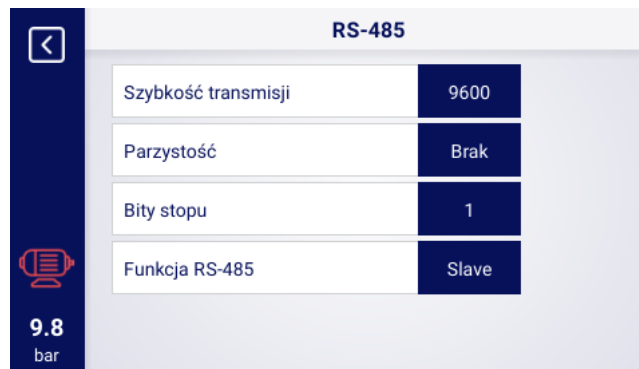 RS-485
Szybkość transmisji 9600
Parzystość Brak
Bity stopu 1
Funkcja RS-485 Slave
9.8
bar